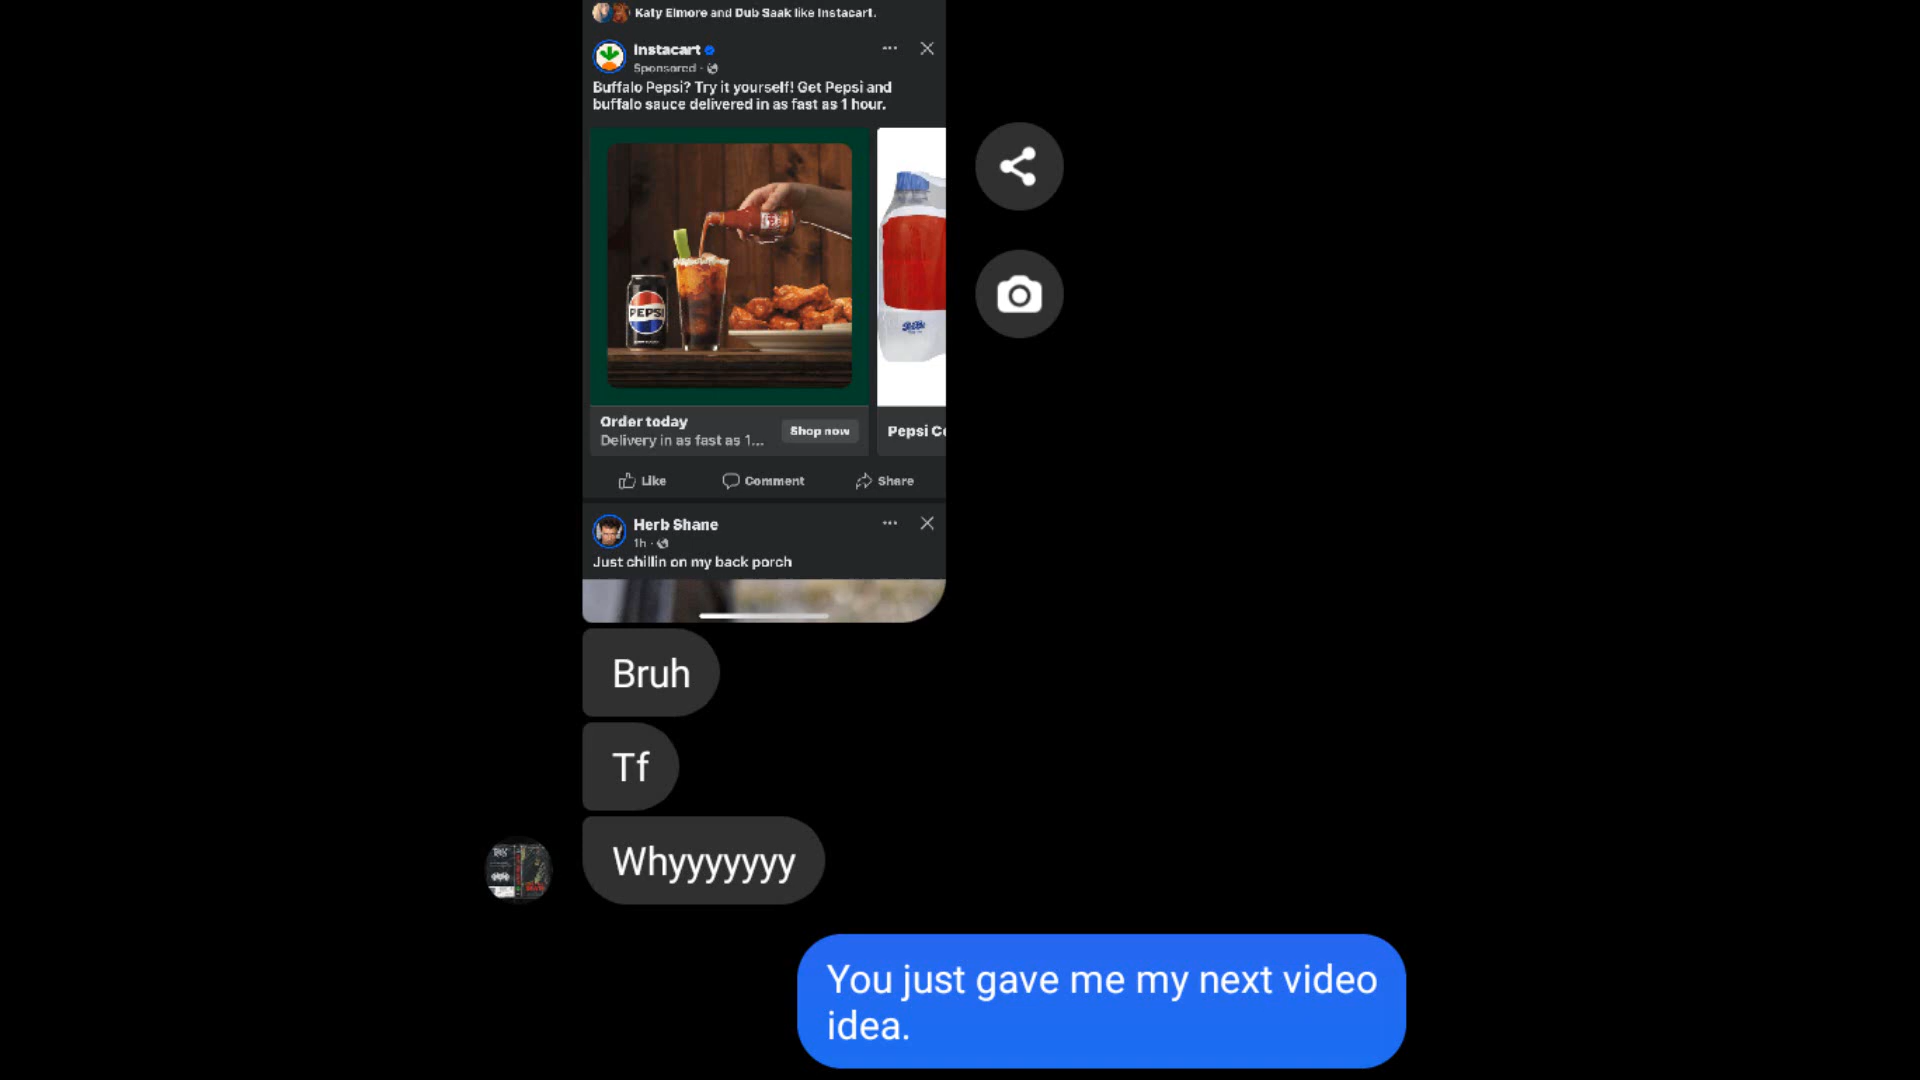 Katy Elmore and Dub Saak like Instacart.
Instacart
Sponsored ·
Buffalo Pepsi? Try it yourself! Get Pepsi and
buffalo sauce delivered in as fast as 1 hour.
PEPSI
Order today
Delivery in as fast as 1...
Shop now
Pepsi Co
Like
Comment
Share
Herb Shane
1h ·
Just chillin on my back porch
Bruh
Tf
Whyyyyyyy
You just gave me my next video
idea.